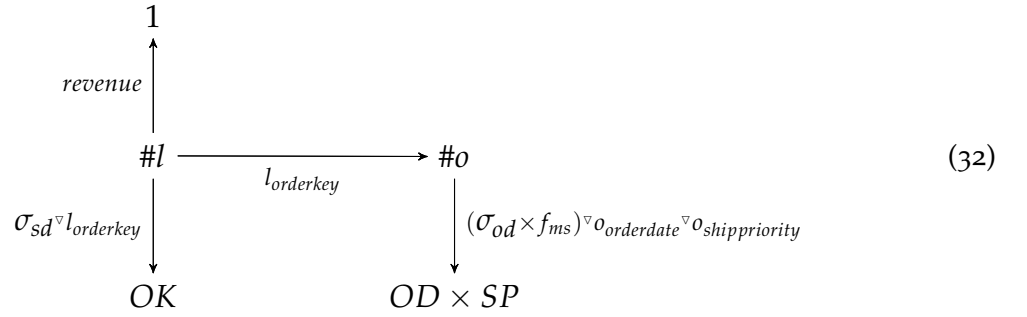 1
revenue
#l #o (32)
l_orderkey
σ_sd ▿ l_orderkey (σ_od × f_ms) ▿ o_orderdate ▿ o_shippriority
OK OD × SP